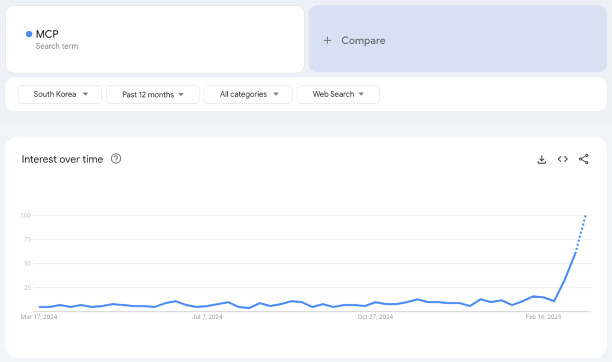 MCP
Search term
+ Compare
South Korea
Past 12 months
All categories
Web Search
Interest over time
100
75
50
25
Mar 17, 2024
Jul 7, 2024
Oct 27, 2024
Feb 16, 2025